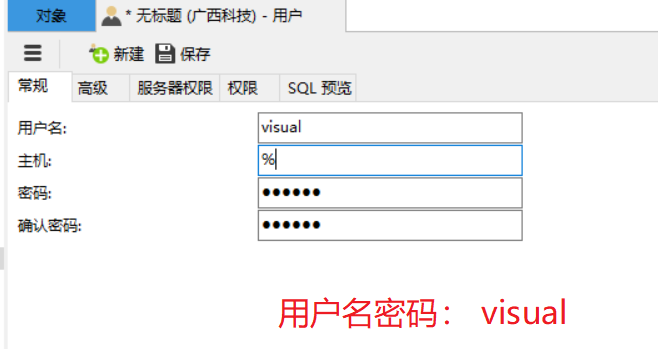 对象 * 无标题 (广西科技) - 用户
新建 保存
常规 高级 服务器权限 权限 SQL 预览
用户名: visual
主机: %
密码: ●●●●●●
确认密码: ●●●●●●
用户名密码： visual